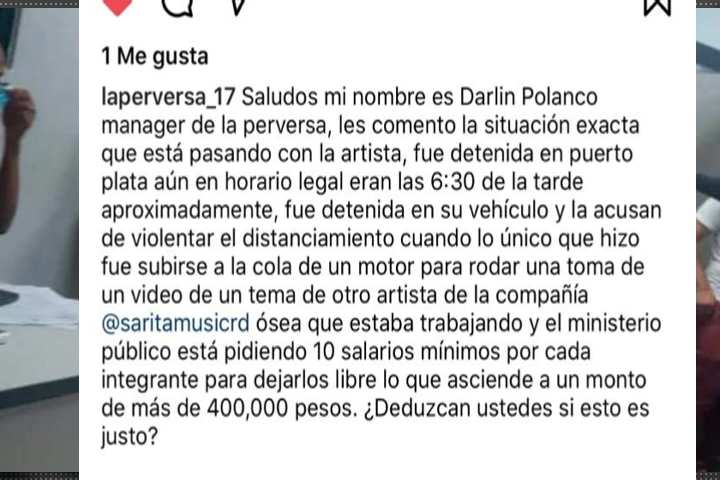 1 Me gusta
laperversa_17 Saludos mi nombre es Darlin Polanco
manager de la perversa, les comento la situación exacta
que está pasando con la artista, fue detenida en puerto
plata aún en horario legal eran las 6:30 de la tarde
aproximadamente, fue detenida en su vehículo y la acusan
de violentar el distanciamiento cuando lo único que hizo
fue subirse a la cola de un motor para rodar una toma de
un video de un tema de otro artista de la compañía
@saritamusicrd ósea que estaba trabajando y el ministerio
público está pidiendo 10 salarios mínimos por cada
integrante para dejarlos libre lo que asciende a un monto
de más de 400,000 pesos. ¿Deduzcan ustedes si esto es
justo?